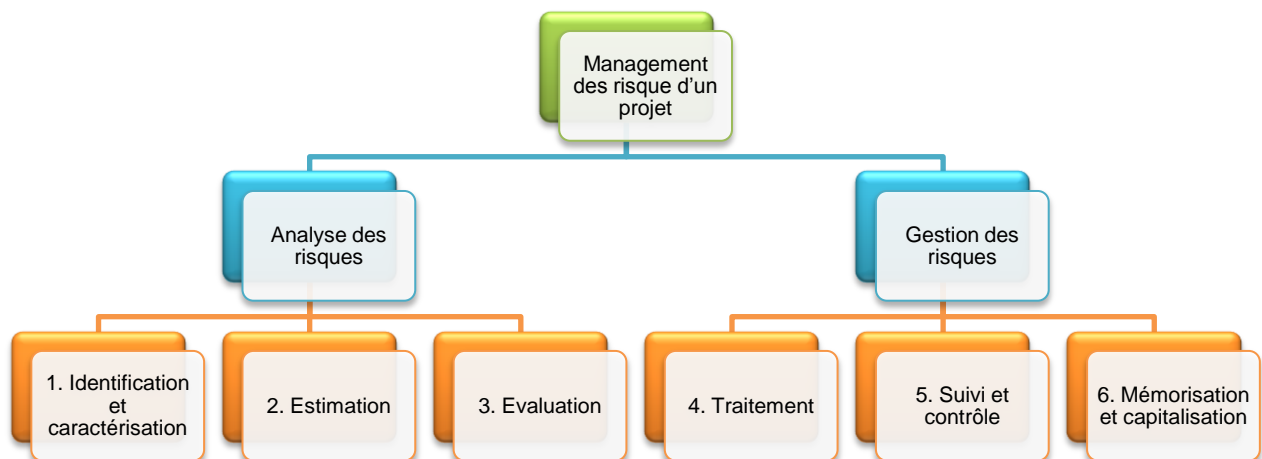 Management
des risque d'un
projet
Analyse des
risques
Gestion des
risques
1. Identification
et
caractérisation
2. Estimation
3. Evaluation
4. Traitement
5. Suivi et
contrôle
6. Mémorisation
et capitalisation